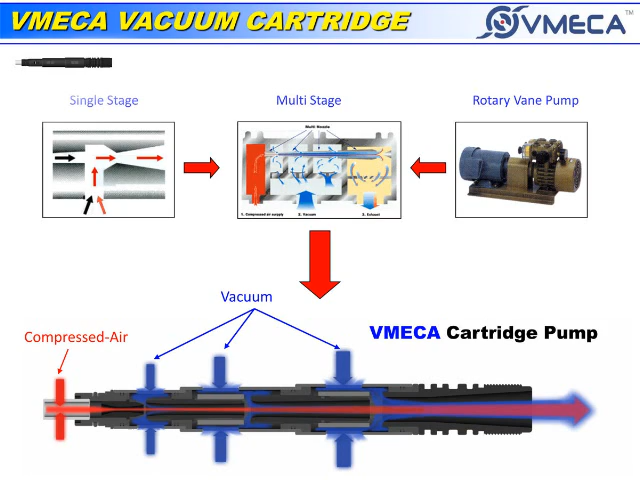 VMECA VACUUM CARTRIDGE
VMECA TM
Single Stage
Multi Stage
Rotary Vane Pump
Multi Nozzle
1. Compressed air supply
2. Vacuum
3. Exhaust
Vacuum
Compressed-Air
VMECA Cartridge Pump